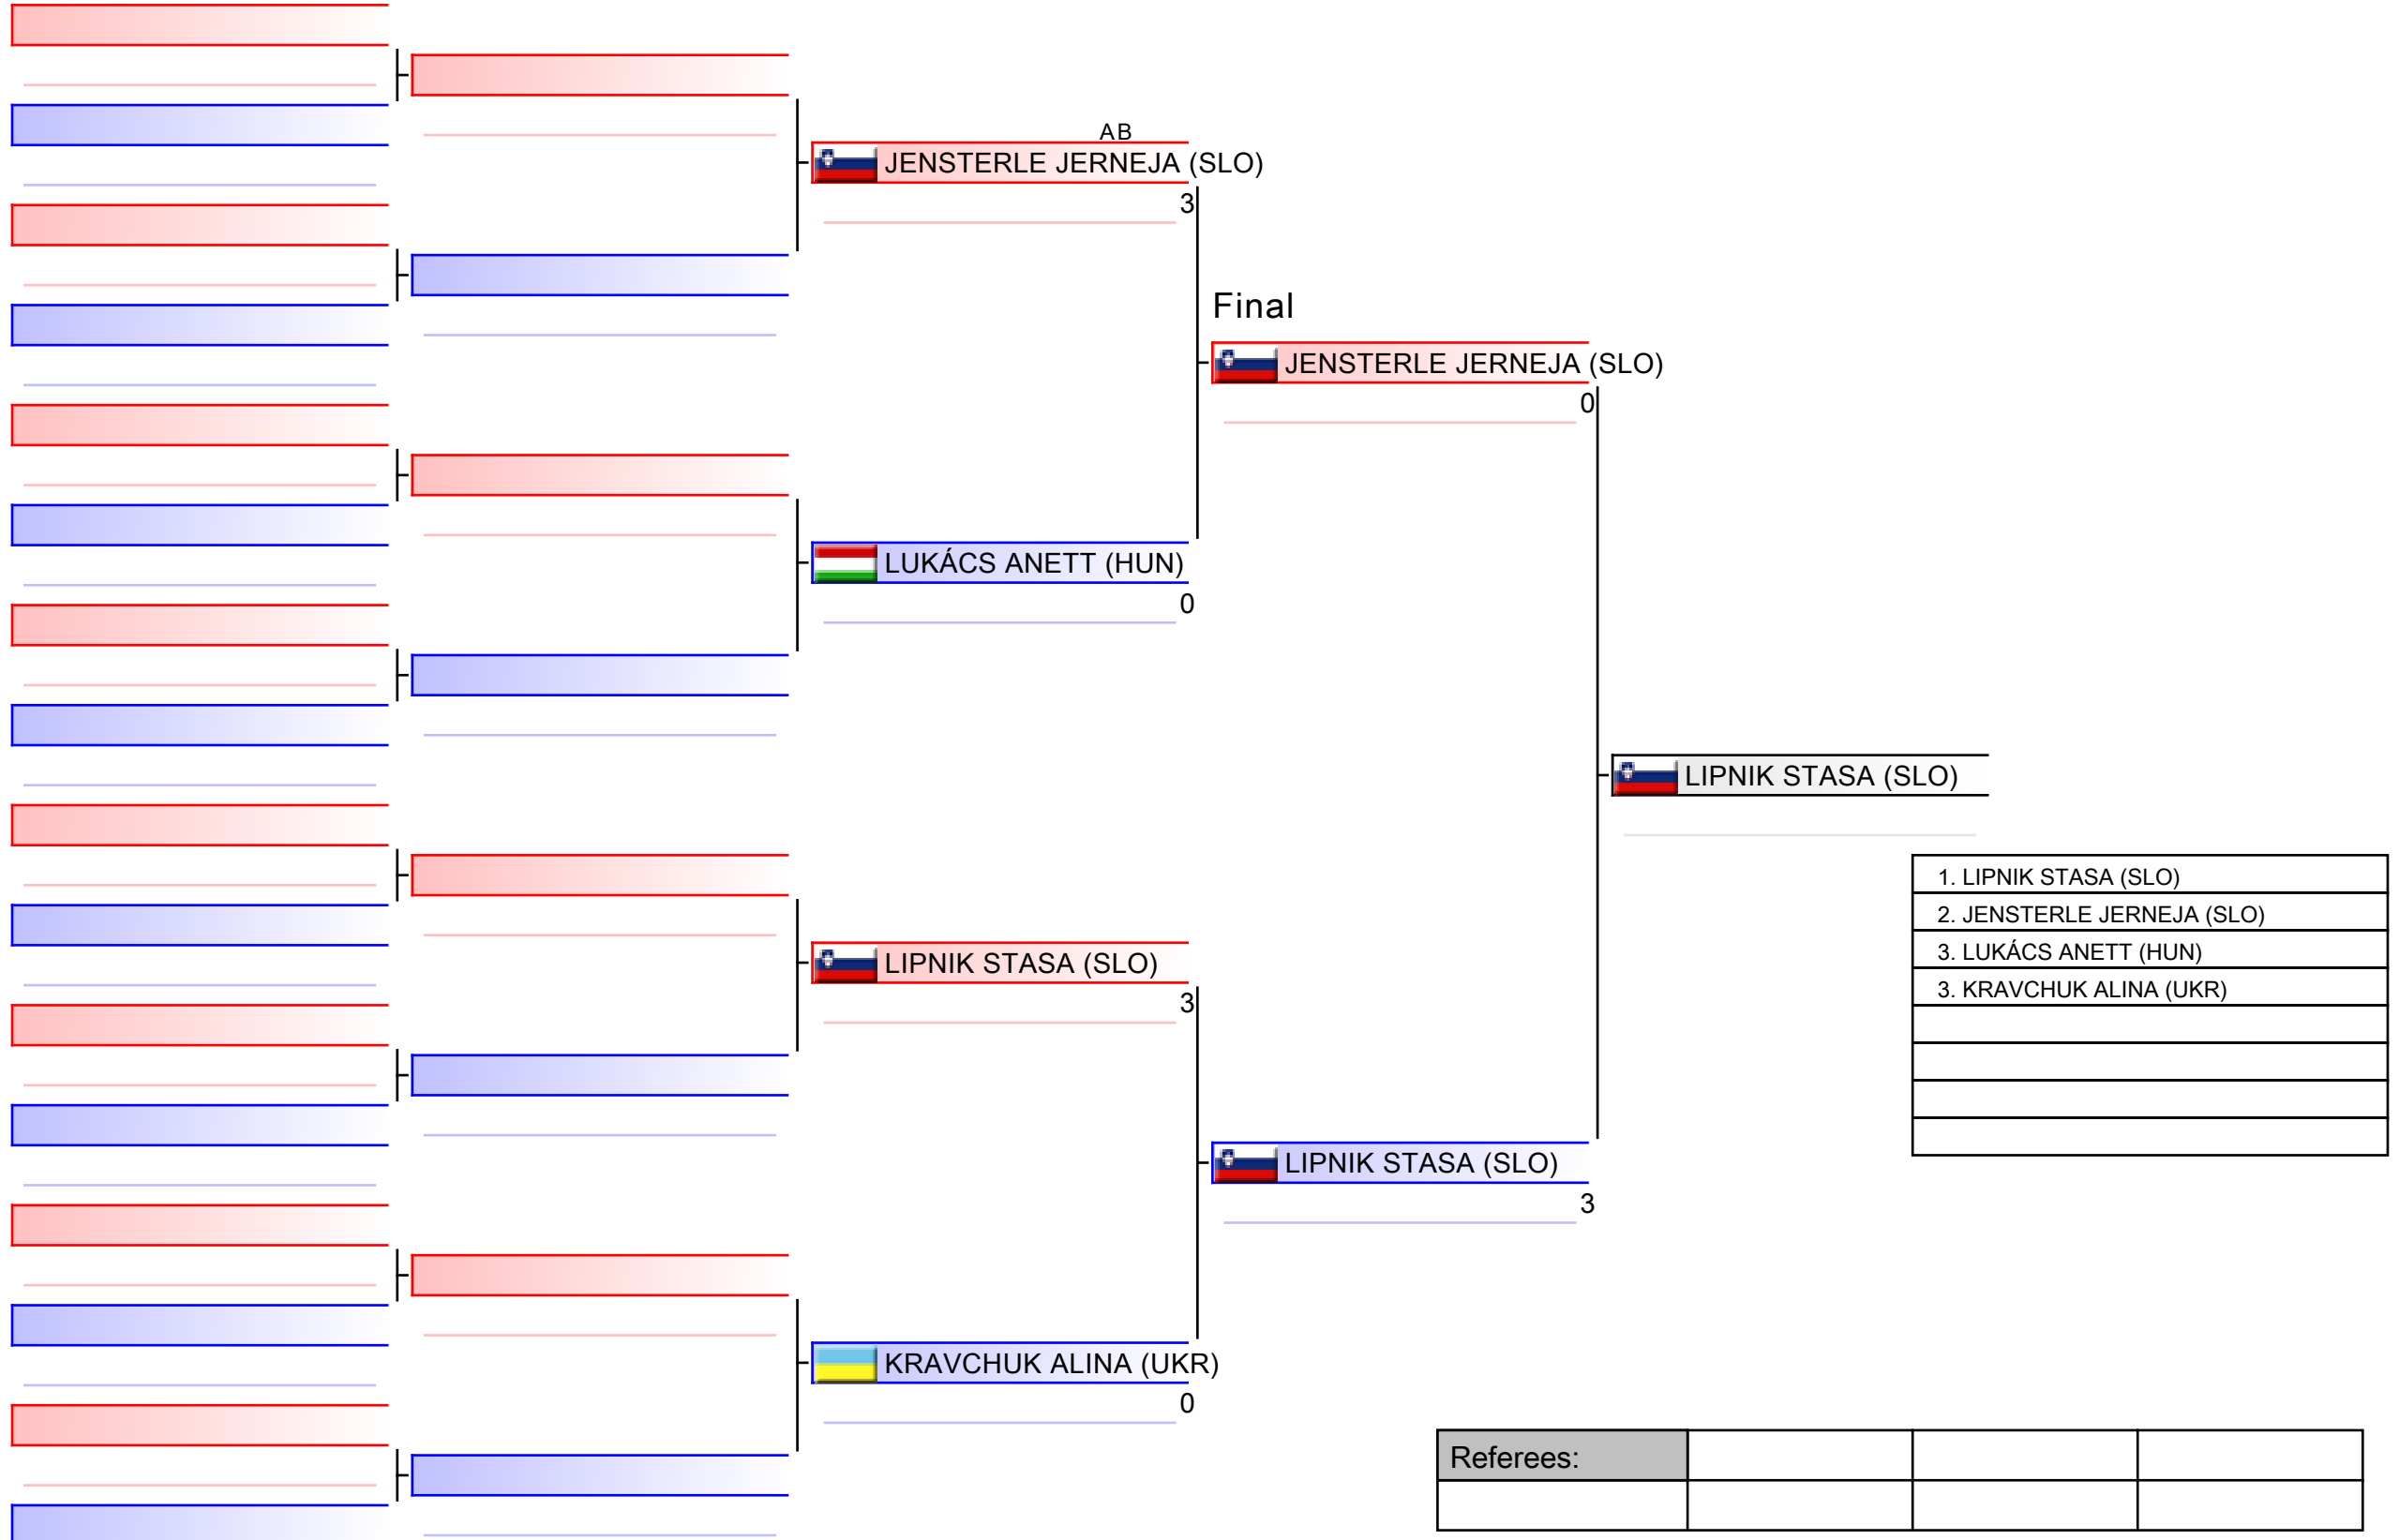 AB
JENSTERLE JERNEJA (SLO)
3
Final
JENSTERLE JERNEJA (SLO)
0
LUKÁCS ANETT (HUN)
0
LIPNIK STASA (SLO)
1. LIPNIK STASA (SLO)
2. JENSTERLE JERNEJA (SLO)
3. LUKÁCS ANETT (HUN)
3. KRAVCHUK ALINA (UKR)
LIPNIK STASA (SLO)
3
LIPNIK STASA (SLO)
3
KRAVCHUK ALINA (UKR)
0
Referees: